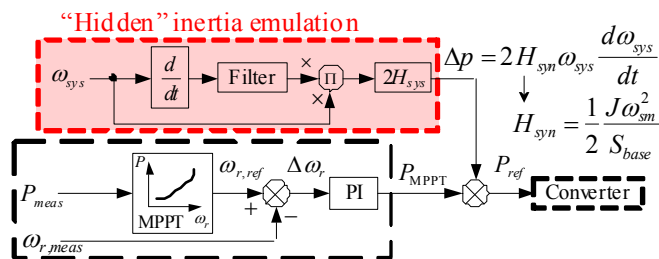 “Hidden” inertia emulation
ω_sys
d/dt
Filter
×
×
Π
2H_sys
Δp = 2H_syn ω_sys dω_sys/dt
H_syn = 1/2 Jω_sm^2/S_base
P_meas
P
ω_r
MPPT
ω_r,ref
+
−
Δω_r
PI
P_MPPT
P_ref
Converter
ω_r,meas